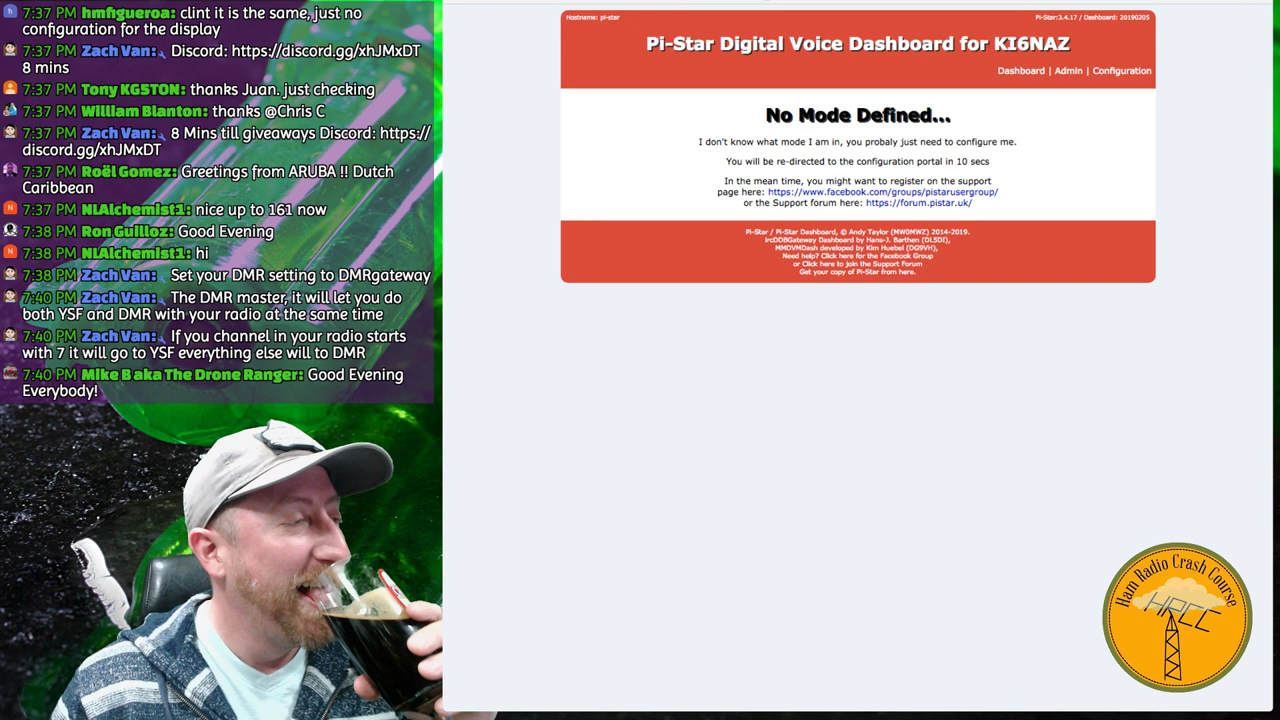 7:37 PM hmfigueroa: clint it is the same, just no
configuration for the display
7:37 PM Zach Van: Discord: https://discord.gg/xhJMxDT
8 mins
7:37 PM Tony KG5TON: thanks Juan. just checking
7:37 PM William Blanton: thanks @Chris C
7:37 PM Zach Van: 8 Mins till giveaways Discord: https://
discord.gg/xhJMxDT
7:37 PM Roël Gomez: Greetings from ARUBA !! Dutch
Caribbean
7:37 PM NLAlchemist1: nice up to 161 now
7:38 PM Ron Guilloz: Good Evening
7:38 PM NLAlchemist1:
7:38 PM Zach Van: Set your DMR setting to DMRgateway
7:40 PM Zach Van: The DMR master, it will let you do
both YSF and DMR with your radio at the same time
7:40 PM Zach Van: If you channel in your radio starts
with 7 it will go to YSF everything else will to DMR
7:40 PM Mike B aka The Drone Ranger: Good Evening
Everybody!
Hostname: pi-star
Pi-Star:3.4.17 / Dashboard: 20190205
Pi-Star Digital Voice Dashboard for KI6NAZ
Dashboard | Admin | Configuration
No Mode Defined...
I don't know what mode I am in, you probaly just need to configure me.
You will be re-directed to the configuration portal in 10 secs
In the mean time, you might want to register on the support
page here: https://www.facebook.com/groups/pistarusergroup/
or the Support forum here: https://forum.pistar.uk/
Pi-Star / Pi-Star Dashboard, © Andy Taylor (MW0MWZ) 2014-2019.
ircDDBGateway Dashboard by Hans-J. Barthen (DL5DI),
MMDVMDash developed by Kim Huebel (DG9VH),
Need help? Click here for the Facebook Group
or Click here to join the Support Forum
Get your copy of Pi-Star from here.
Ham Radio Crash Course
HRCC